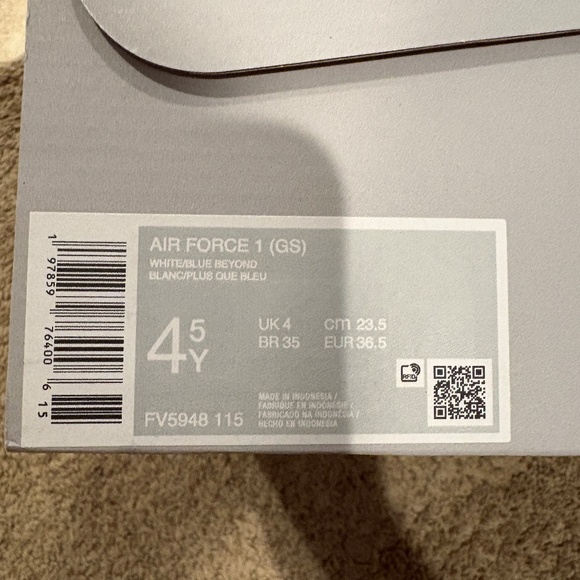 AIR FORCE 1 (GS)
WHITE/BLUE BEYOND
BLANC/PLUS QUE BLEU
4 5 Y
UK 4 cm 23.5
BR 35 EUR 36.5
RFID
MADE IN INDONESIA /
FABRIQUÉ EN INDONÉSIE /
FABRICADO NA INDONÉSIA /
HECHO EN INDONESIA
FV5948 115
1 97859 76400 6 15